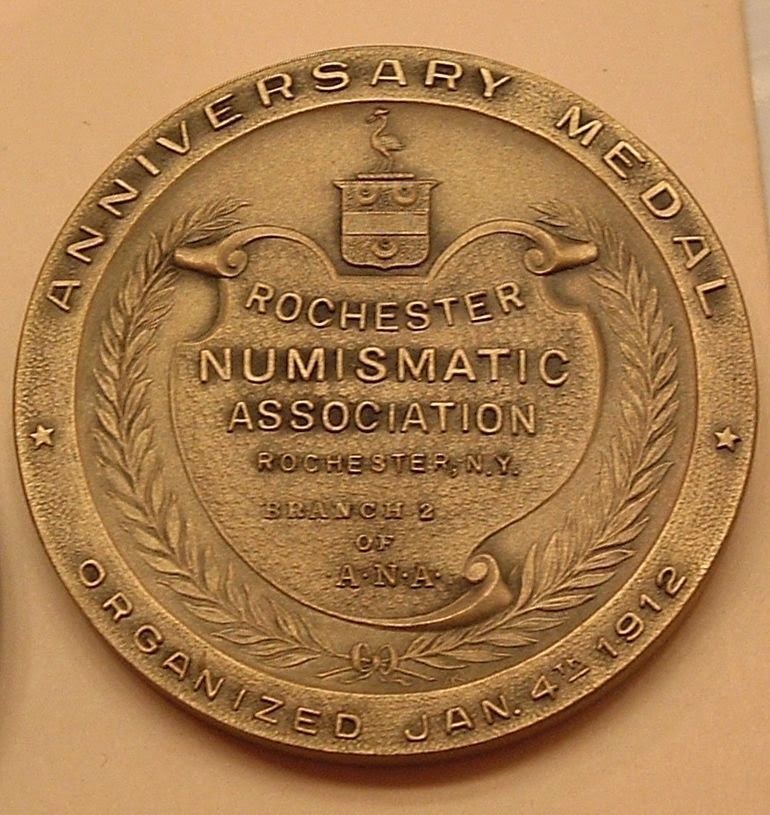 ANNIVERSARY MEDAL
ROCHESTER
NUMISMATIC
ASSOCIATION
ROCHESTER, N.Y.
BRANCH 2
OF
·A·N·A·
ORGANIZED JAN. 4TH 1912